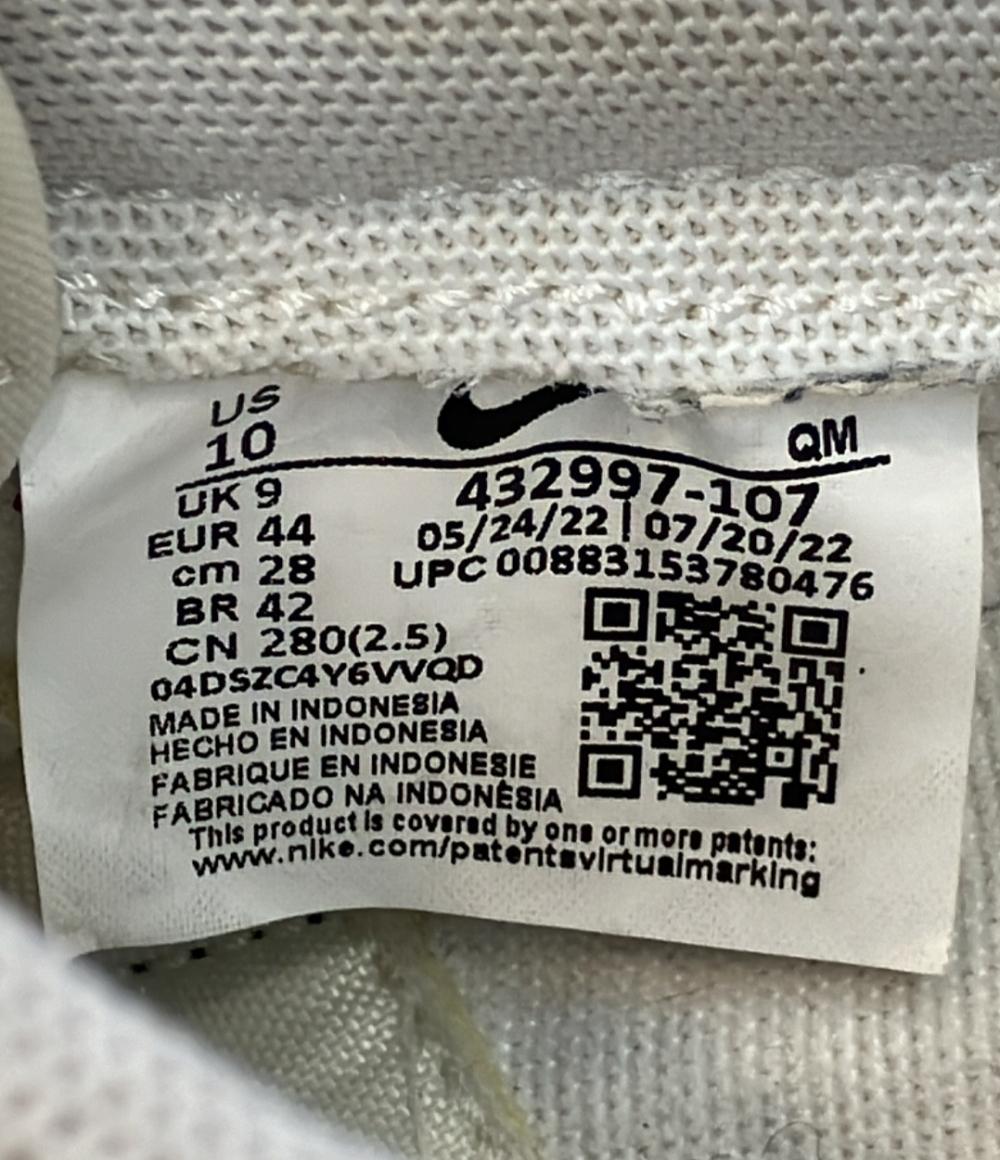 US
10
QM
UK 9
EUR 44
cm 28
BR 42
CN 280(2.5)
432997-107
05/24/22 | 07/20/22
UPC 00883153780476
04DSZC4Y6VVQD
MADE IN INDONESIA
HECHO EN INDONESIA
FABRIQUE EN INDONESIE
FABRICADO NA INDONÉSIA
This product is covered by one or more patents:
www.nike.com/patentsvirtualmarking